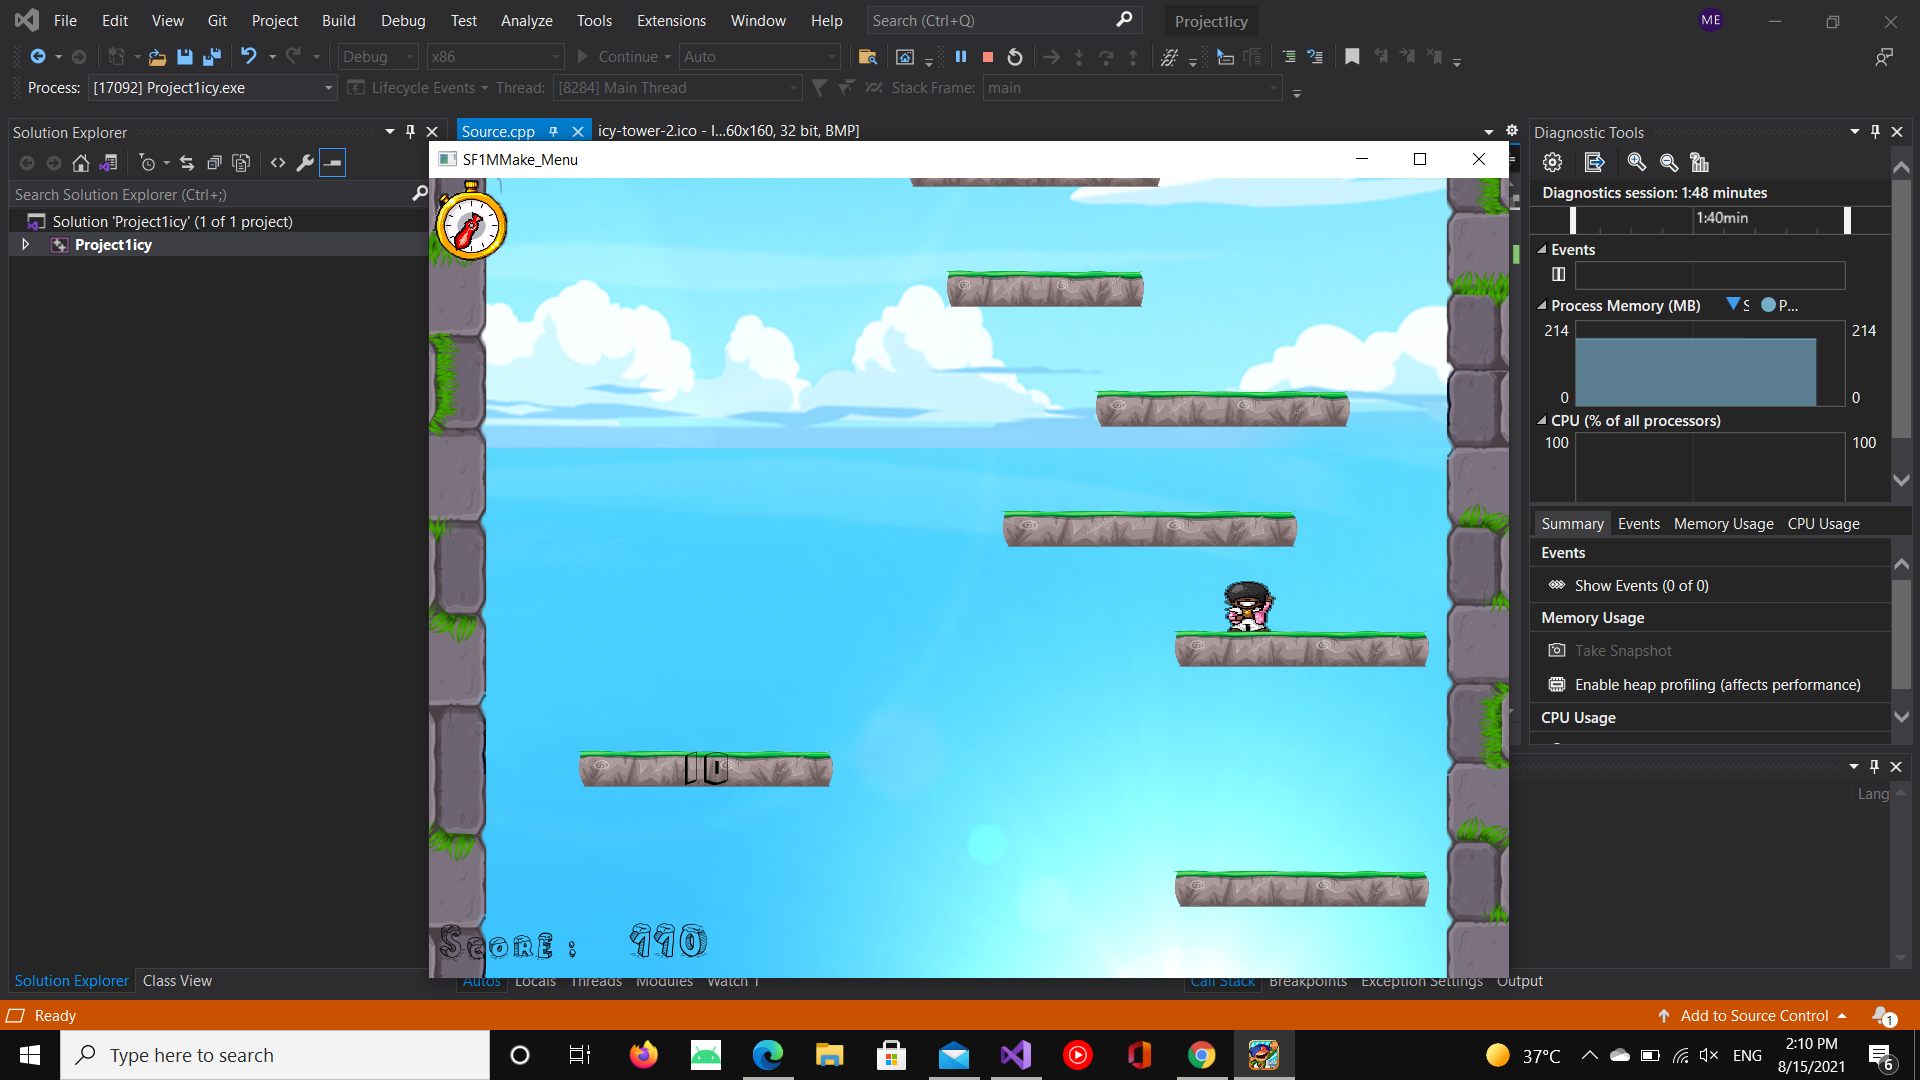 File Edit View Git Project Build Debug Test Analyze Tools Extensions Window Help Search (Ctrl+Q) Project1icy ME
Debug x86 Continue Auto
Process: [17092] Project1icy.exe Lifecycle Events Thread: [8284] Main Thread Stack Frame: main
Solution Explorer
Search Solution Explorer (Ctrl+;)
Solution 'Project1icy' (1 of 1 project)
Project1icy
Solution Explorer Class View
Source.cpp icy-tower-2.ico - I...60x160, 32 bit, BMP]
SF1MMake_Menu
10
Score :
Autos Locals Threads Modules Watch 1
Call Stack Breakpoints Exception Settings Output
Diagnostic Tools
Diagnostics session: 1:48 minutes
1:40min
Events
Process Memory (MB) S P...
214 214
0 0
CPU (% of all processors)
100 100
Summary Events Memory Usage CPU Usage
Events
Show Events (0 of 0)
Memory Usage
Take Snapshot
Enable heap profiling (affects performance)
CPU Usage
Lang
Ready Add to Source Control 1
Type here to search
37°C ENG
2:10 PM
8/15/2021
6